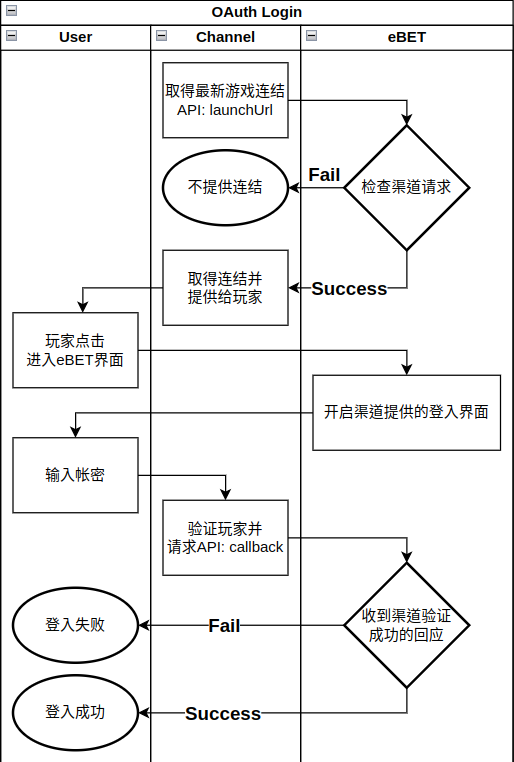 OAuth Login
User
Channel
eBET
取得最新游戏连结
API: launchUrl
Fail
检查渠道请求
不提供连结
取得连结并
提供给玩家
Success
玩家点击
进入eBET界面
开启渠道提供的登入界面
输入帐密
验证玩家并
请求API: callback
收到渠道验证
成功的回应
Fail
登入失败
Success
登入成功